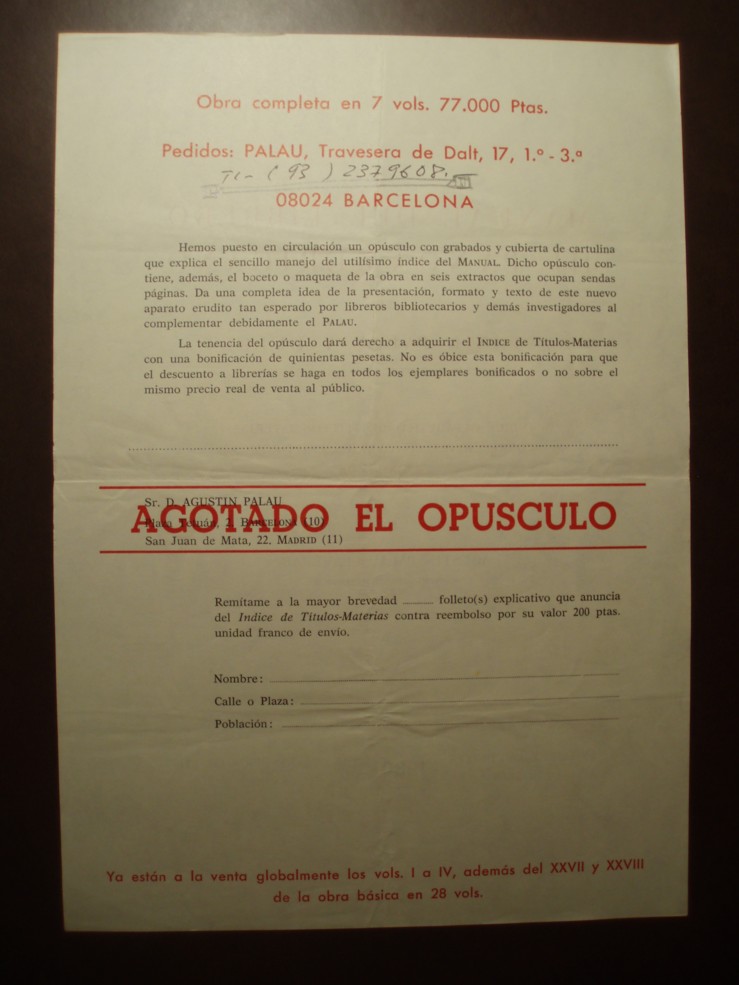 Obra completa en 7 vols. 77.000 Ptas.
Pedidos: PALAU, Travesera de Dalt, 17, 1.º - 3.ª
Tl- (93) 2379608.
08024 BARCELONA
Hemos puesto en circulación un opúsculo con grabados y cubierta de cartulina
que explica el sencillo manejo del utilísimo índice del MANUAL. Dicho opúsculo con-
tiene, además, el boceto o maqueta de la obra en seis extractos que ocupan sendas
páginas. Da una completa idea de la presentación, formato y texto de este nuevo
aparato erudito tan esperado por libreros bibliotecarios y demás investigadores al
complementar debidamente el PALAU.
La tenencia del opúsculo dará derecho a adquirir el INDICE de Títulos-Materias
con una bonificación de quinientas pesetas. No es óbice esta bonificación para que
el descuento a librerías se haga en todos los ejemplares bonificados o no sobre el
mismo precio real de venta al público.
Sr. D. AGUSTIN PALAU
Plaza Tetuán, 2. BARCELONA (10)
AGOTADO EL OPUSCULO
San Juan de Mata, 22. MADRID (11)
Remítame a la mayor brevedad ______ folleto(s) explicativo que anuncia
del Indice de Títulos-Materias contra reembolso por su valor 200 ptas.
unidad franco de envío.
Nombre:
Calle o Plaza:
Población:
Ya están a la venta globalmente los vols. I a IV, además del XXVII y XXVIII
de la obra básica en 28 vols.